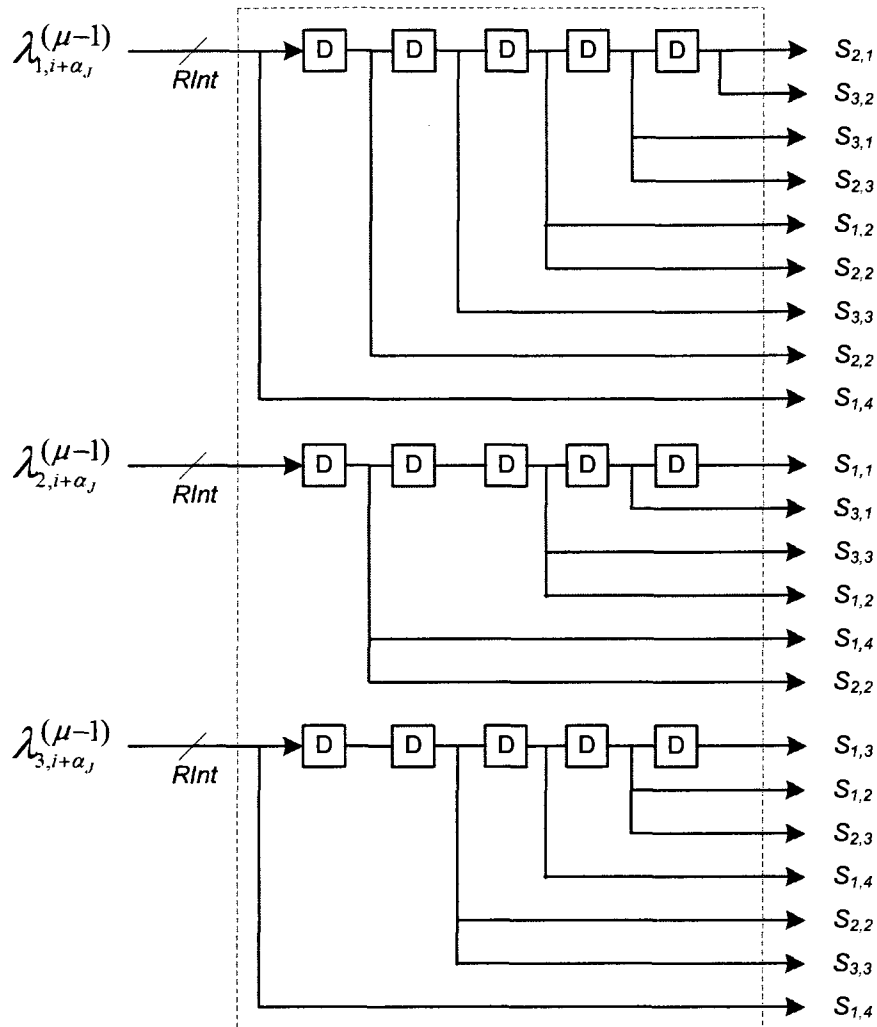 λ_{1,i+α_J}^{(μ-1)} RInt D D D D D S_{2,1}
S_{3,2}
S_{3,1}
S_{2,3}
S_{1,2}
S_{2,2}
S_{3,3}
S_{2,2}
S_{1,4}
λ_{2,i+α_J}^{(μ-1)} RInt D D D D D S_{1,1}
S_{3,1}
S_{3,3}
S_{1,2}
S_{1,4}
S_{2,2}
λ_{3,i+α_J}^{(μ-1)} RInt D D D D D S_{1,3}
S_{1,2}
S_{2,3}
S_{1,4}
S_{2,2}
S_{3,3}
S_{1,4}